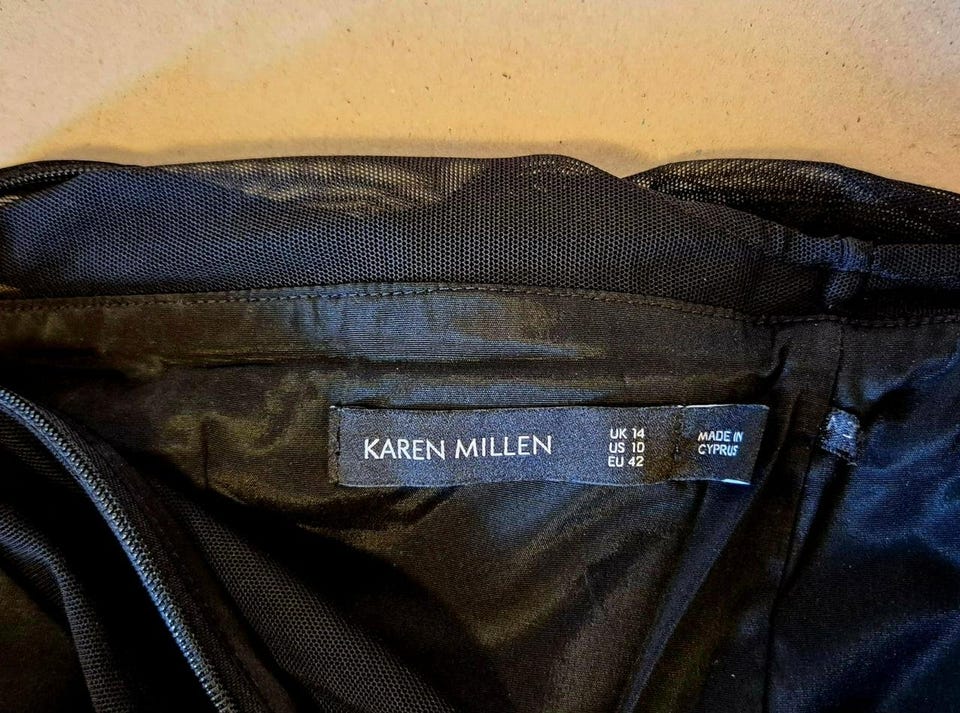 KAREN MILLEN
UK 14
US 10
EU 42
MADE IN
CYPRUS